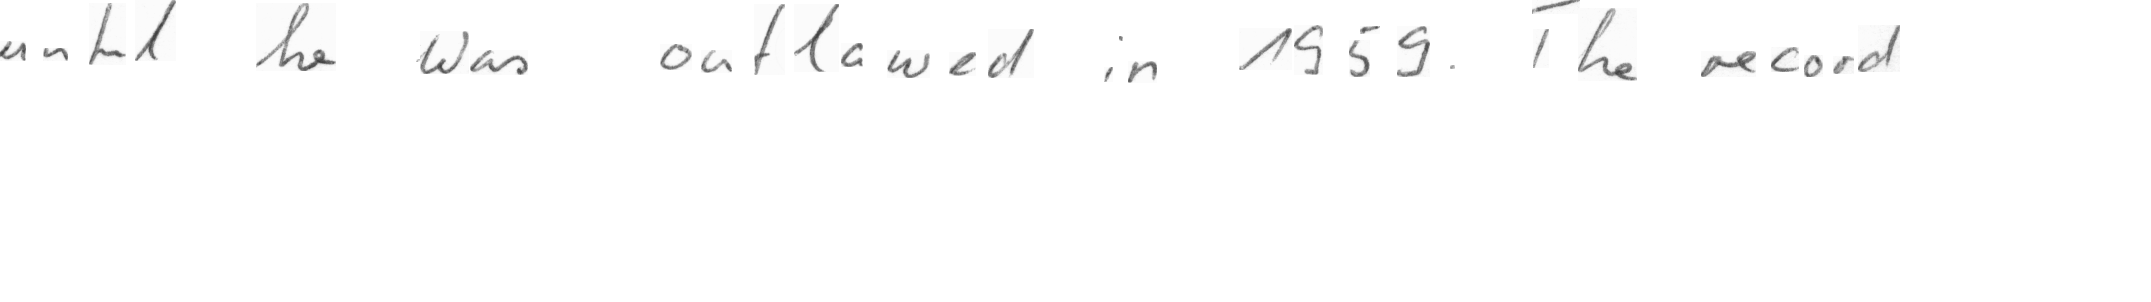 until he was outlawed in 1959. The record